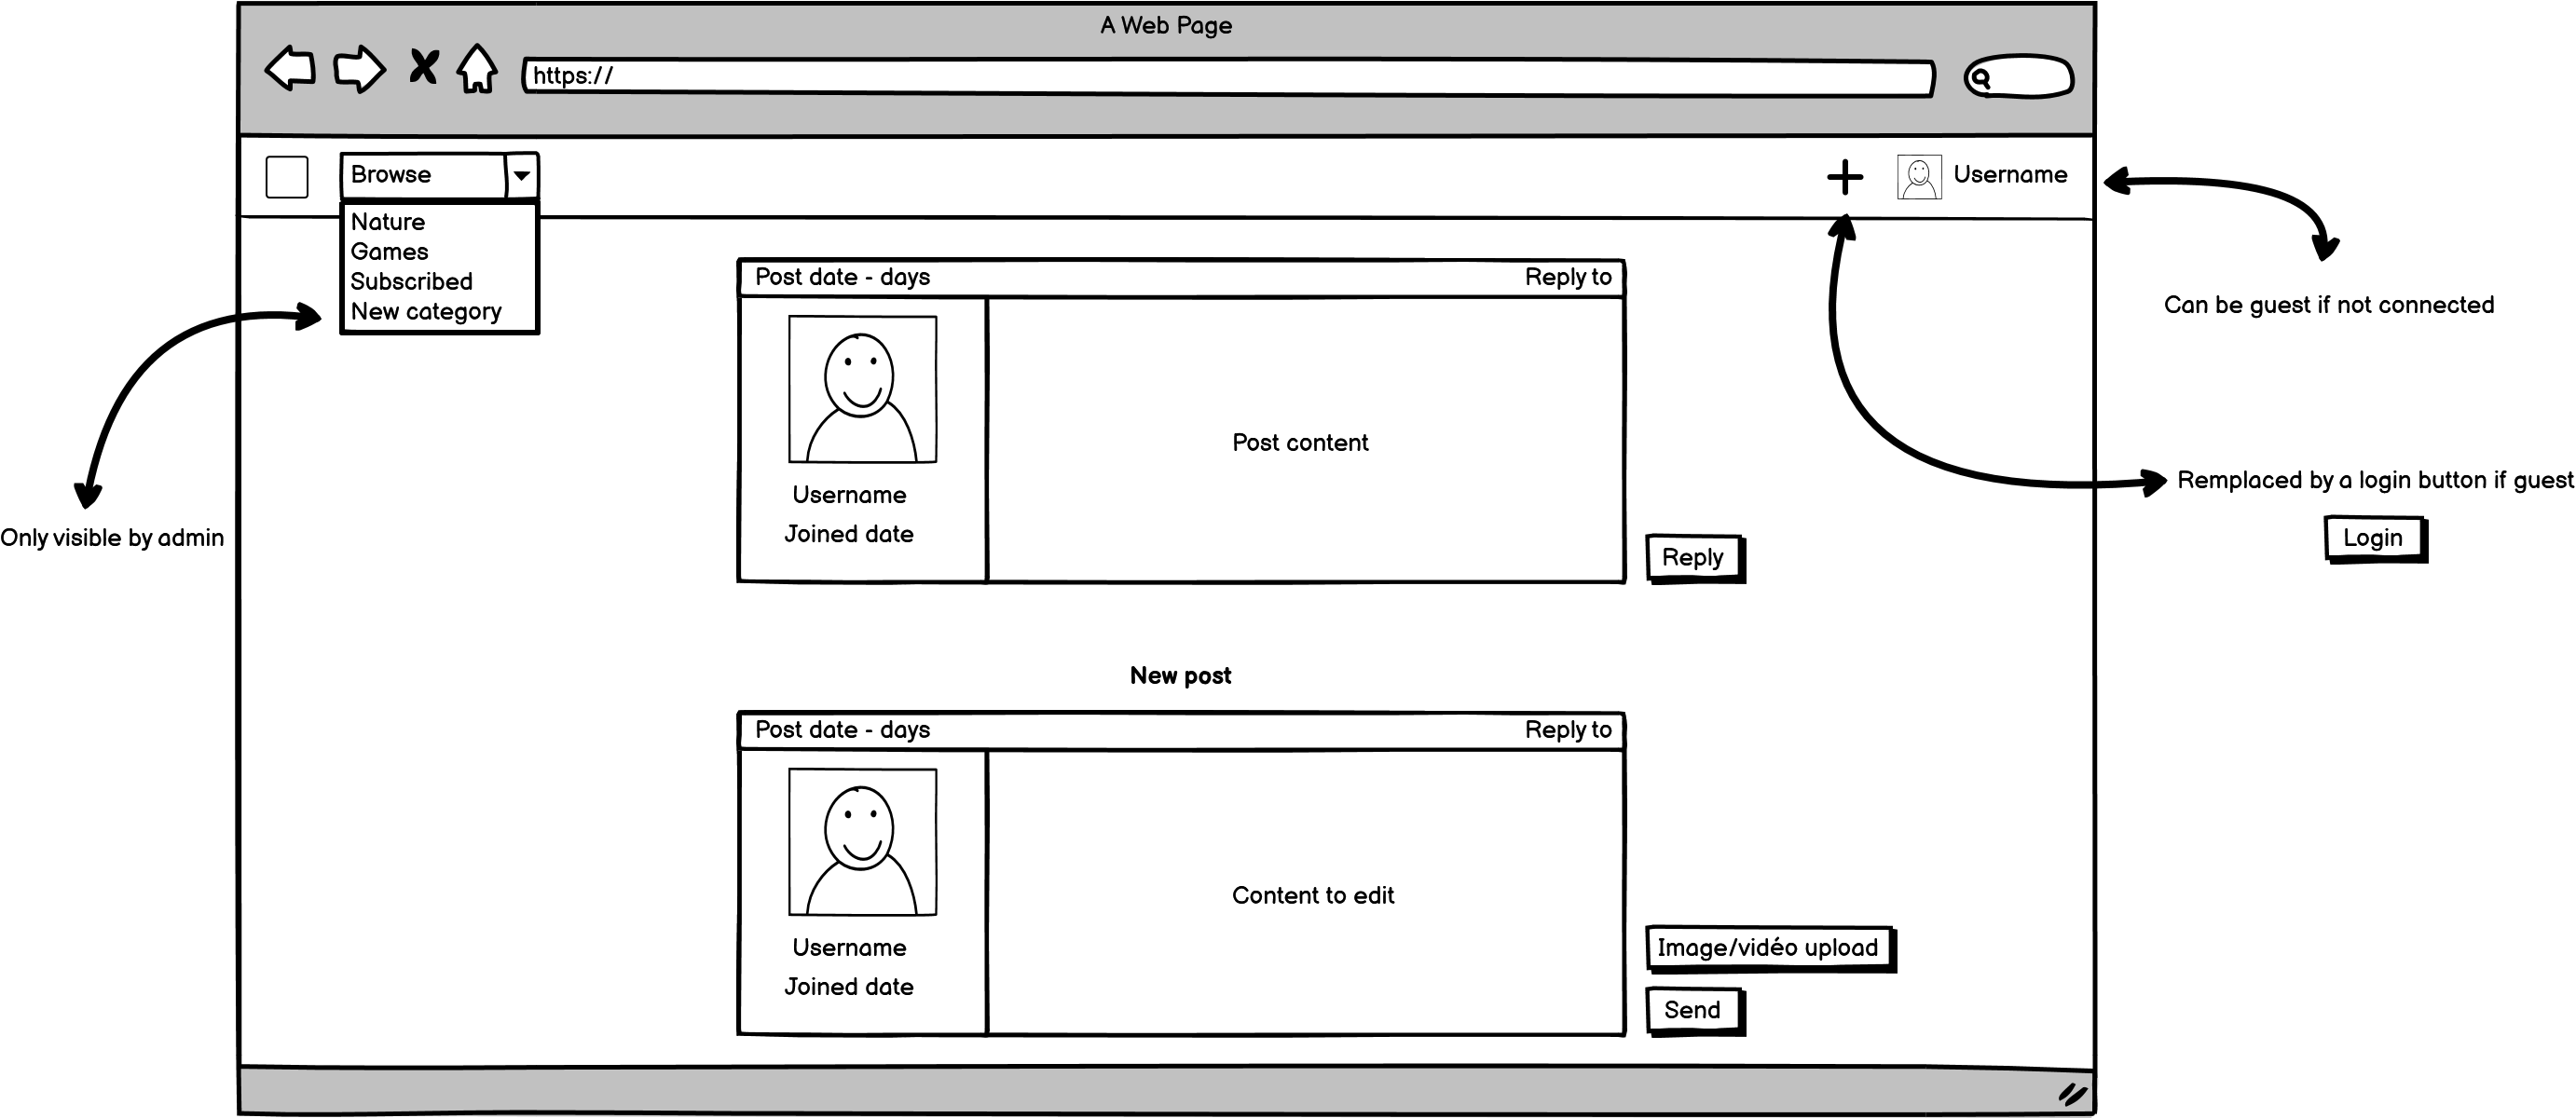 A Web Page
https://
Browse
Username
Nature
Games
Subscribed
New category
Post date - days
Reply to
Can be guest if not connected
Post content
Remplaced by a login button if guest
Username
Joined date
Only visible by admin
Login
Reply
New post
Post date - days
Reply to
Content to edit
Username
Joined date
Image/vidéo upload
Send